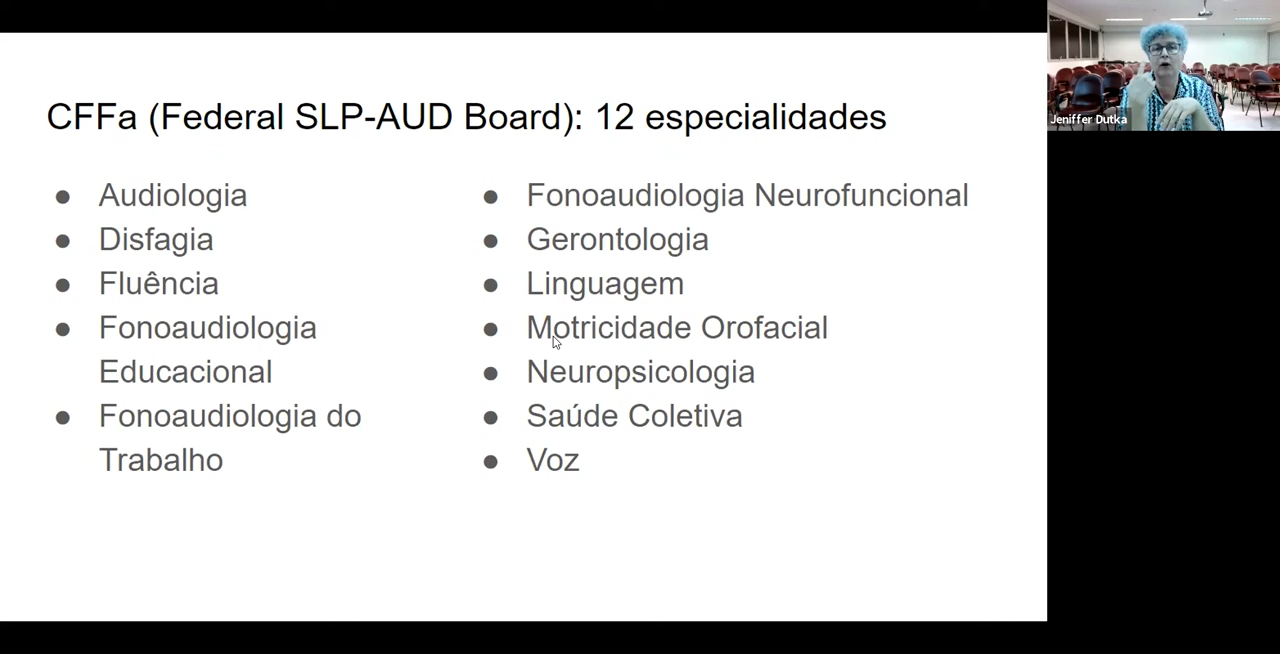 CFFa (Federal SLP-AUD Board): 12 especialidades
● Audiologia
● Disfagia
● Fluência
● Fonoaudiologia
Educacional
● Fonoaudiologia do
Trabalho
● Fonoaudiologia Neurofuncional
● Gerontologia
● Linguagem
● Motricidade Orofacial
● Neuropsicologia
● Saúde Coletiva
● Voz
Jeniffer Dutka